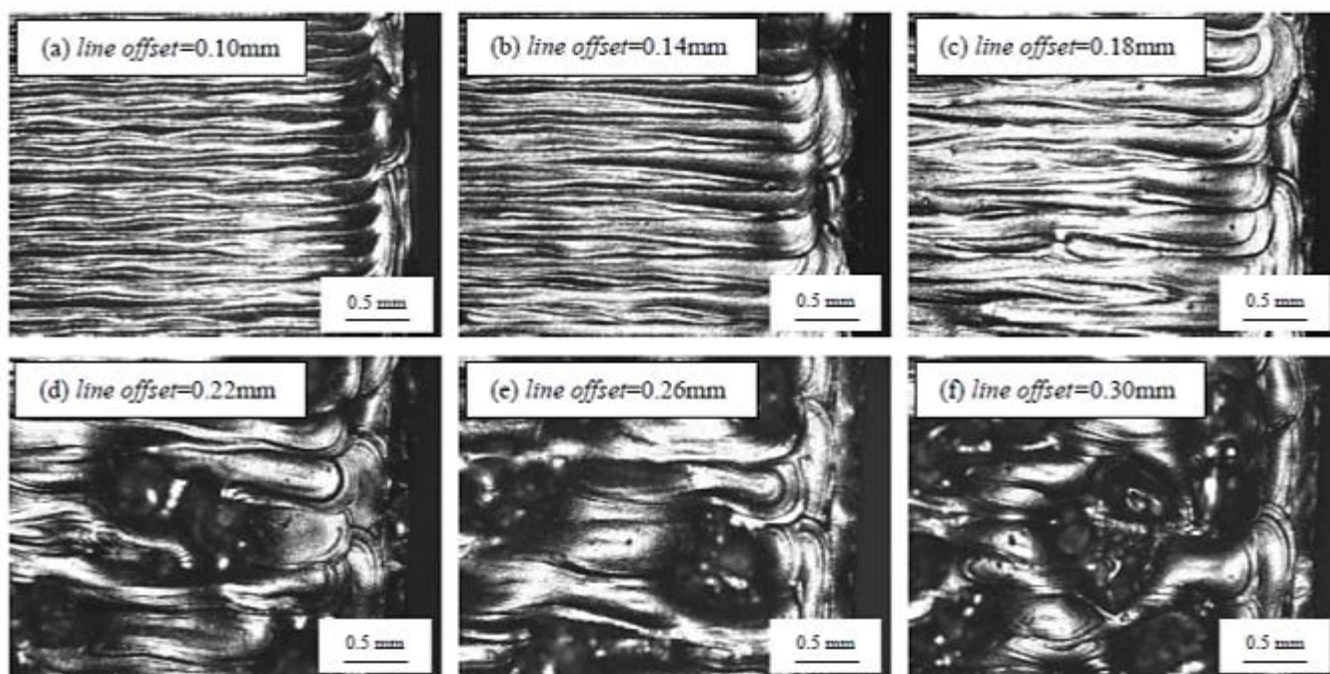 (a) line offset=0.10mm
(b) line offset=0.14mm
(c) line offset=0.18mm
0.5 mm
0.5 mm
0.5 mm
(d) line offset=0.22mm
(e) line offset=0.26mm
(f) line offset=0.30mm
0.5 mm
0.5 mm
0.5 mm